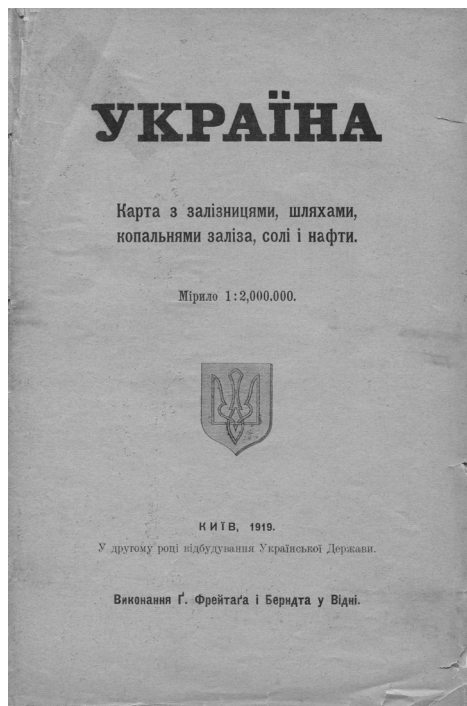 УКРАЇНА
Карта з залізницями, шляхами,
копальнями заліза, солі і нафти.
Мірило 1:2,000.000.
КИЇВ, 1919.
У другому році відбудування Української Держави.
Виконання Ґ. Фрейтаґа і Берндта у Відні.